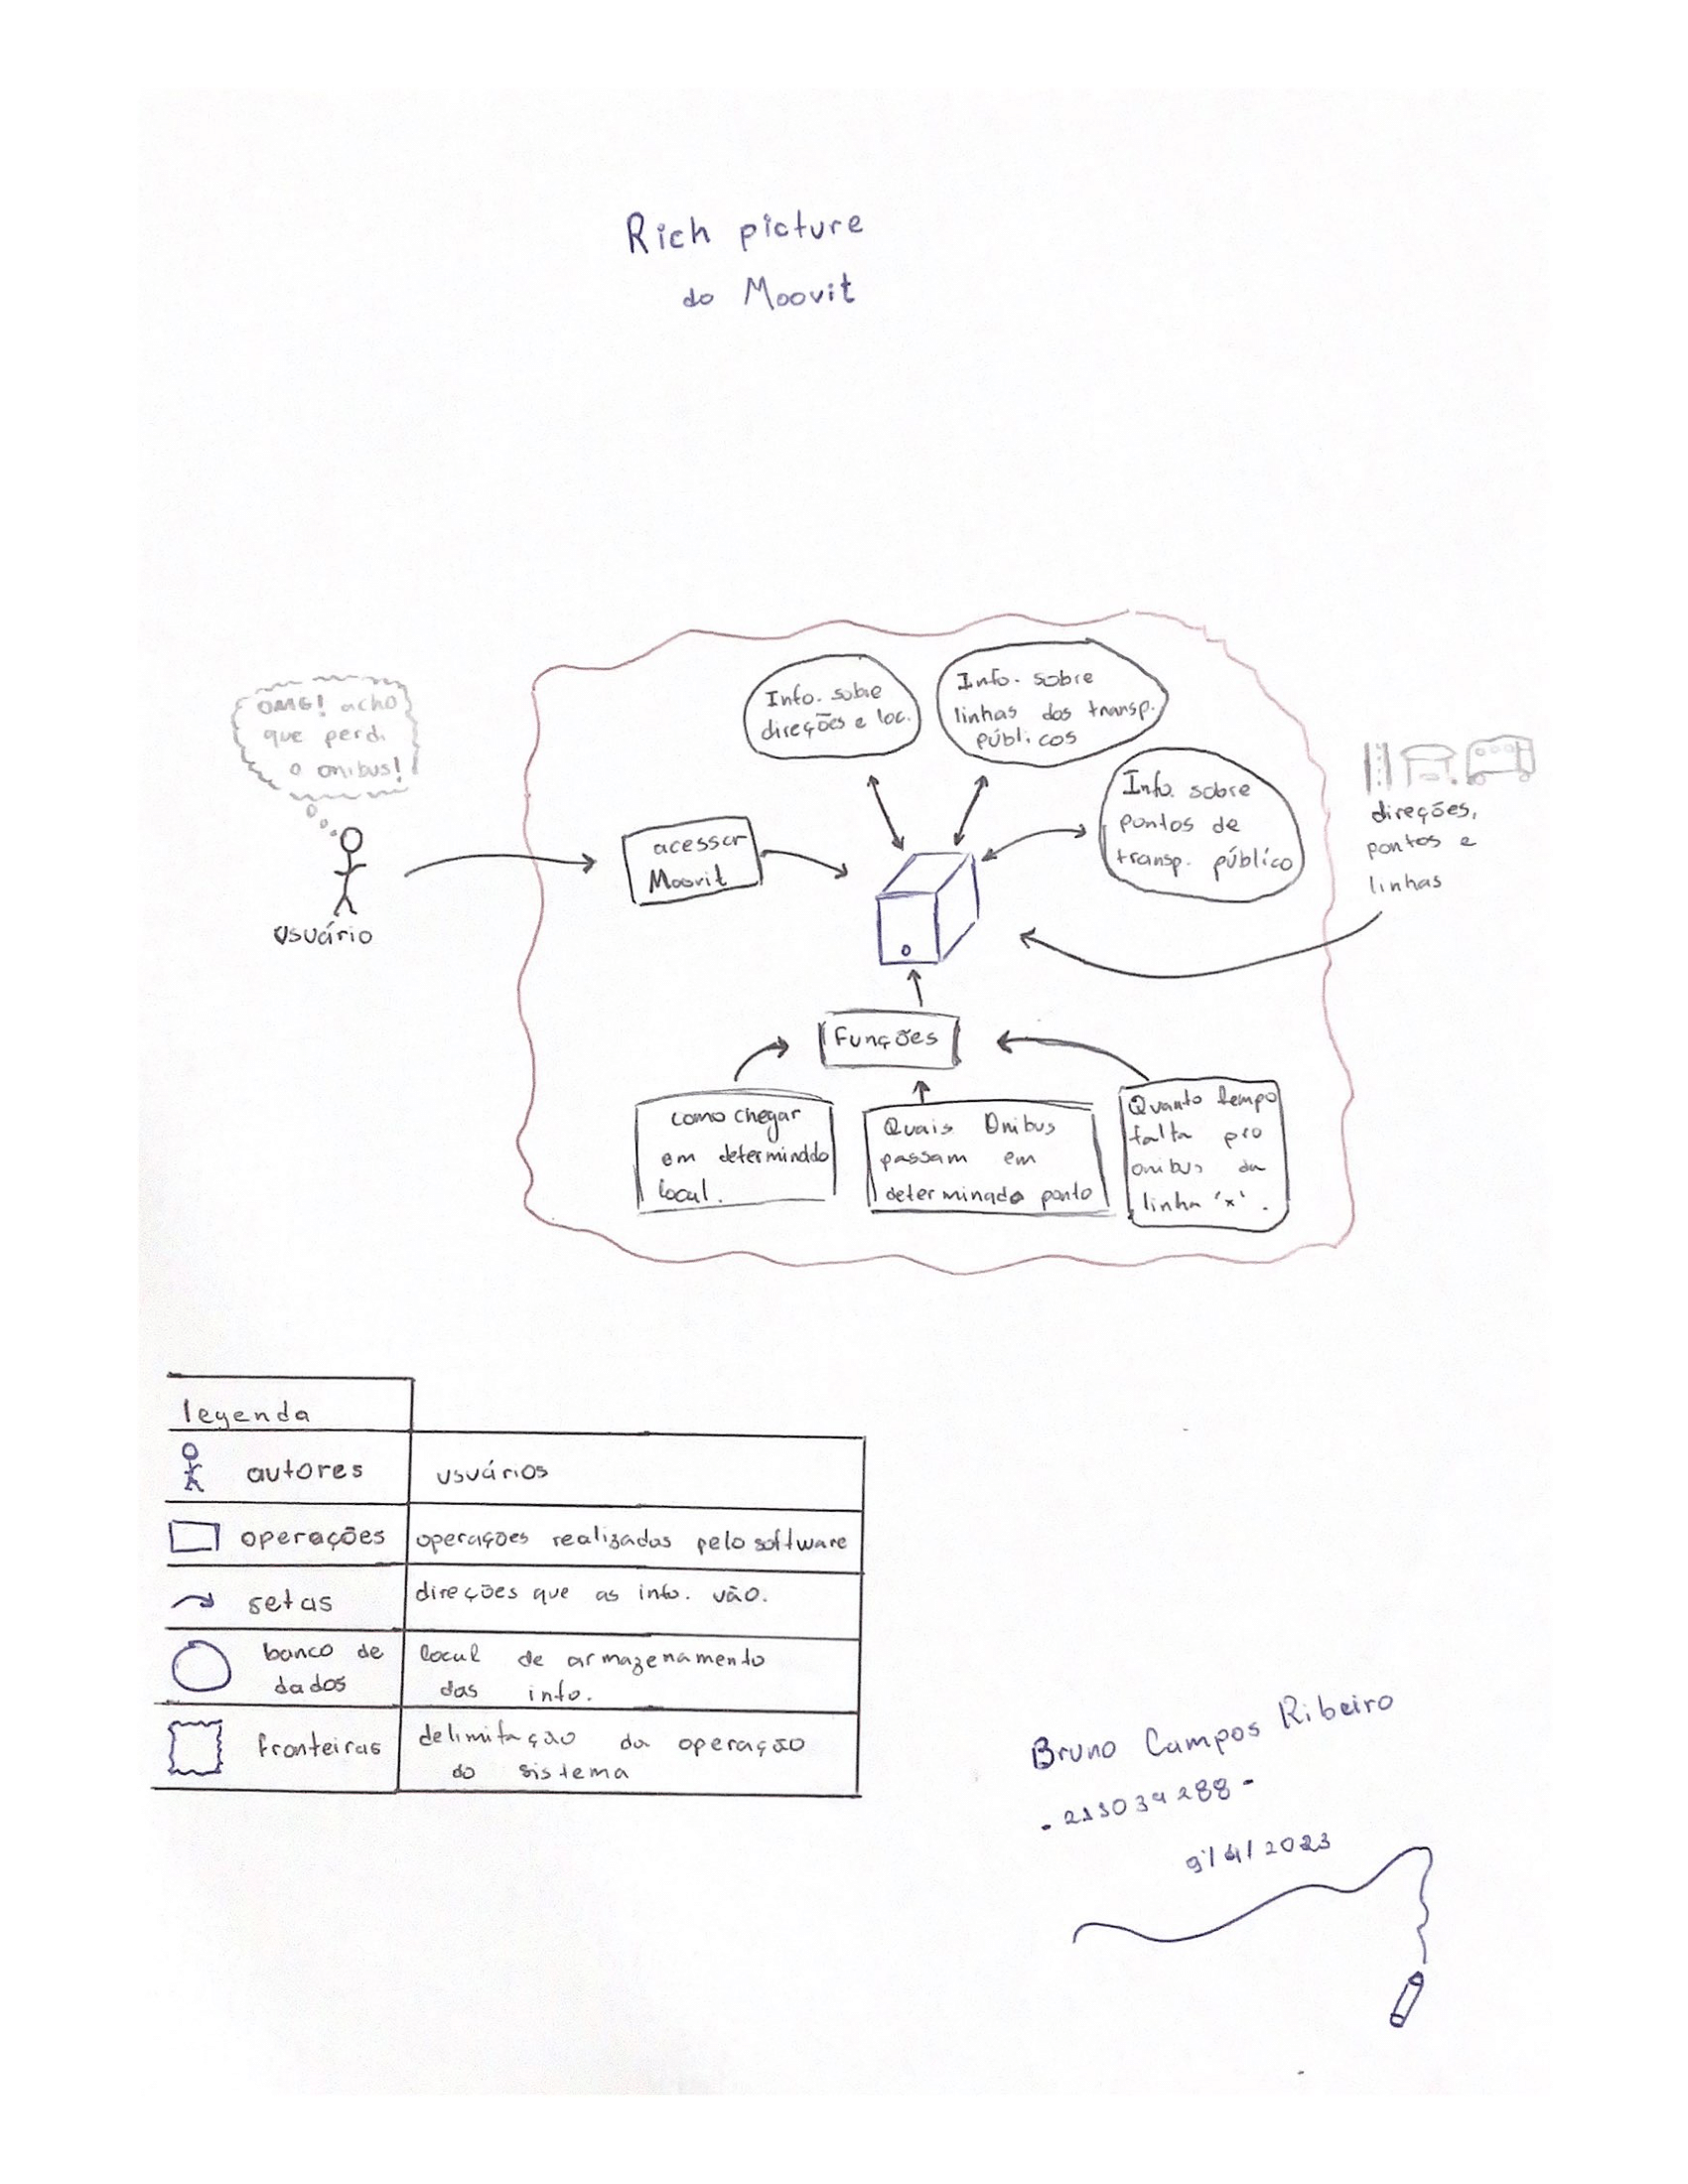 Rich picture
do Moovit
OMG! acho
que perdi
o onibus!
usuário
acessar
Moovit
Info. sobre
direções e loc.
Info. sobre
linhas dos transp.
públicos
Info. sobre
pontos de
transp. público
direções,
pontos e
linhas
Funções
como chegar
em determinado
local.
Quais Onibus
passam em
determinado ponto
Quanto tempo
falta pro
onibus da
linha 'x'.
legenda
autores
usuários
operações
operações realizadas pelo software
setas
direções que as info. vão.
banco de
dados
local de armazenamento
das info.
fronteiras
delimitação da operação
do sistema
Bruno Campos Ribeiro
- 213034288 -
9/4/2023